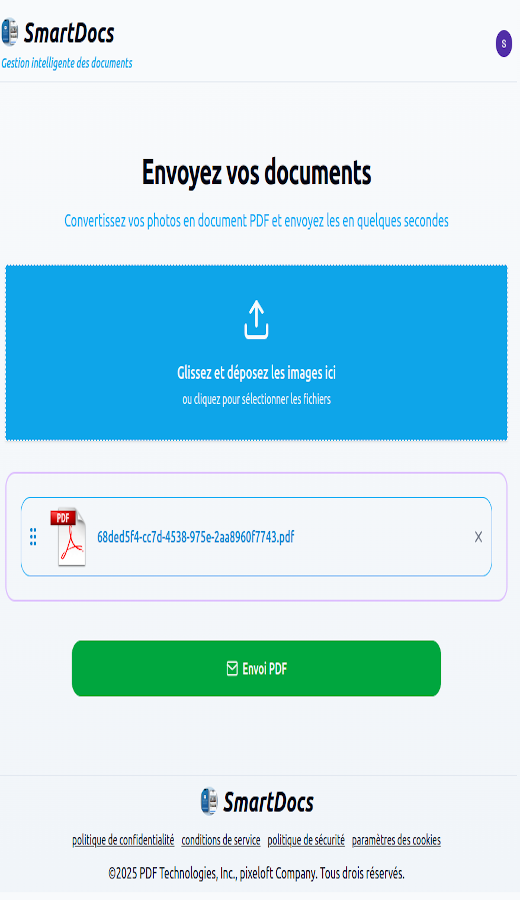 SmartDocs
Gestion intelligente des documents
S
Envoyez vos documents
Convertissez vos photos en document PDF et envoyez les en quelques secondes
Glissez et déposez les images ici
ou cliquez pour sélectionner les fichiers
PDF
68ded5f4-cc7d-4538-975e-2aa8960f7743.pdf
Envoi PDF
SmartDocs
politique de confidentialité conditions de service politique de sécurité paramètres des cookies
©2025 PDF Technologies, Inc., pixeloft Company. Tous drois réservés.